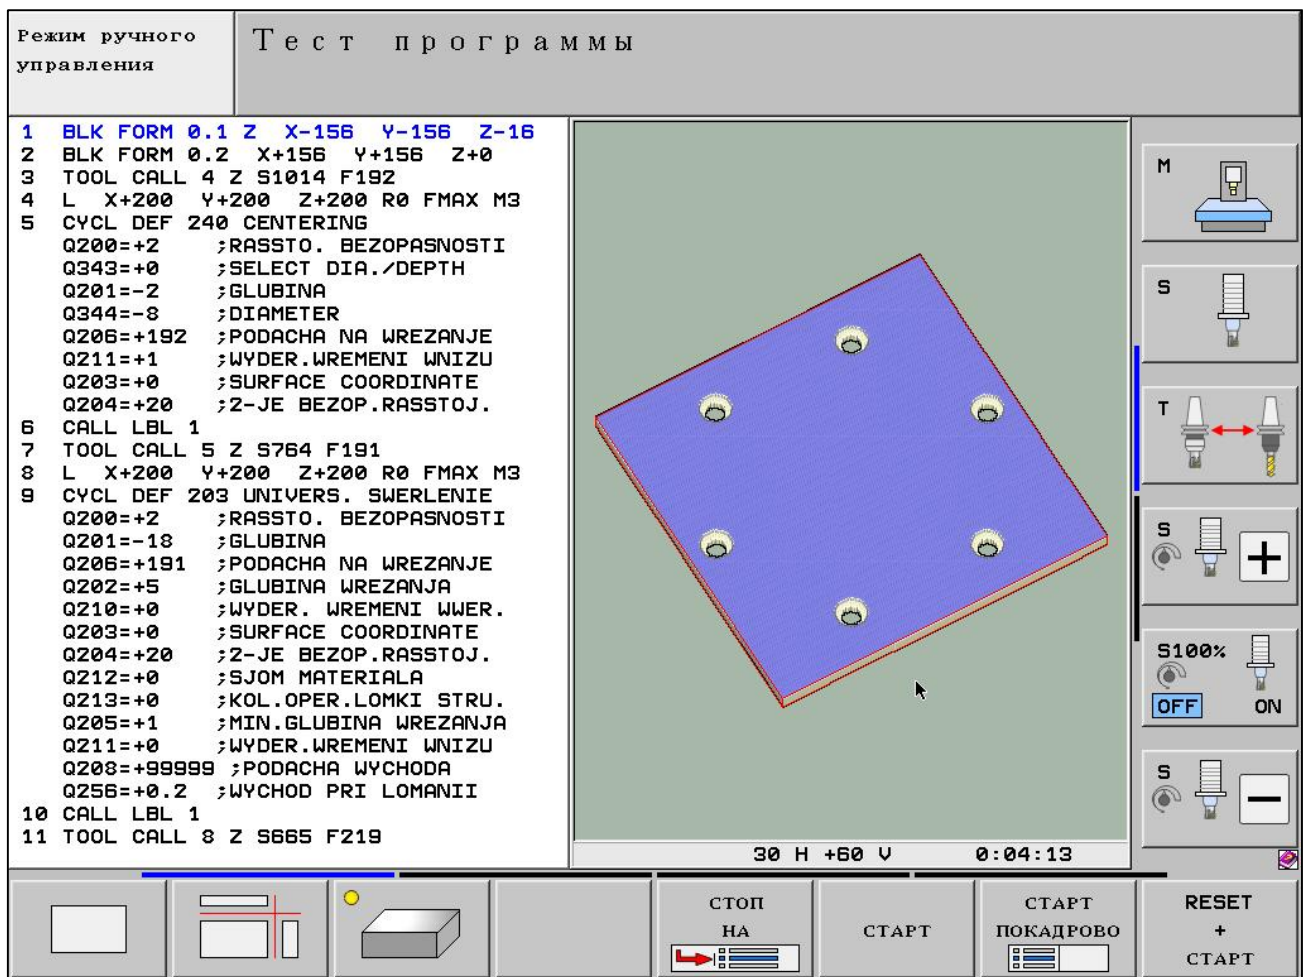 Режим ручного
управления
Тест программы
1 BLK FORM 0.1 Z X-156 Y-156 Z-16
2 BLK FORM 0.2 X+156 Y+156 Z+0
3 TOOL CALL 4 Z S1014 F192
4 L X+200 Y+200 Z+200 R0 FMAX M3
5 CYCL DEF 240 CENTERING
Q200=+2 ;RASSTO. BEZOPASNOSTI
Q343=+0 ;SELECT DIA./DEPTH
Q201=-2 ;GLUBINA
Q344=-8 ;DIAMETER
Q206=+192 ;PODACHA NA WREZANJE
Q211=+1 ;WYDER.WREMENI WNIZU
Q203=+0 ;SURFACE COORDINATE
Q204=+20 ;2-JE BEZOP.RASSTOJ.
6 CALL LBL 1
7 TOOL CALL 5 Z S764 F191
8 L X+200 Y+200 Z+200 R0 FMAX M3
9 CYCL DEF 203 UNIVERS. SWERLENIE
Q200=+2 ;RASSTO. BEZOPASNOSTI
Q201=-18 ;GLUBINA
Q206=+191 ;PODACHA NA WREZANJE
Q202=+5 ;GLUBINA WREZANJA
Q210=+0 ;WYDER. WREMENI WWER.
Q203=+0 ;SURFACE COORDINATE
Q204=+20 ;2-JE BEZOP.RASSTOJ.
Q212=+0 ;SJOM MATERIALA
Q213=+0 ;KOL.OPER.LOMKI STRU.
Q205=+1 ;MIN.GLUBINA WREZANJA
Q211=+0 ;WYDER.WREMENI WNIZU
Q208=+99999 ;PODACHA WYCHODA
Q256=+0.2 ;WYCHOD PRI LOMANII
10 CALL LBL 1
11 TOOL CALL 8 Z S665 F219
30 H +60 V 0:04:13
M
S
T
S
+
S100%
OFF ON
S
−
СТОП
НА
СТАРТ
СТАРТ
ПОКАДРОВО
RESET
+
СТАРТ